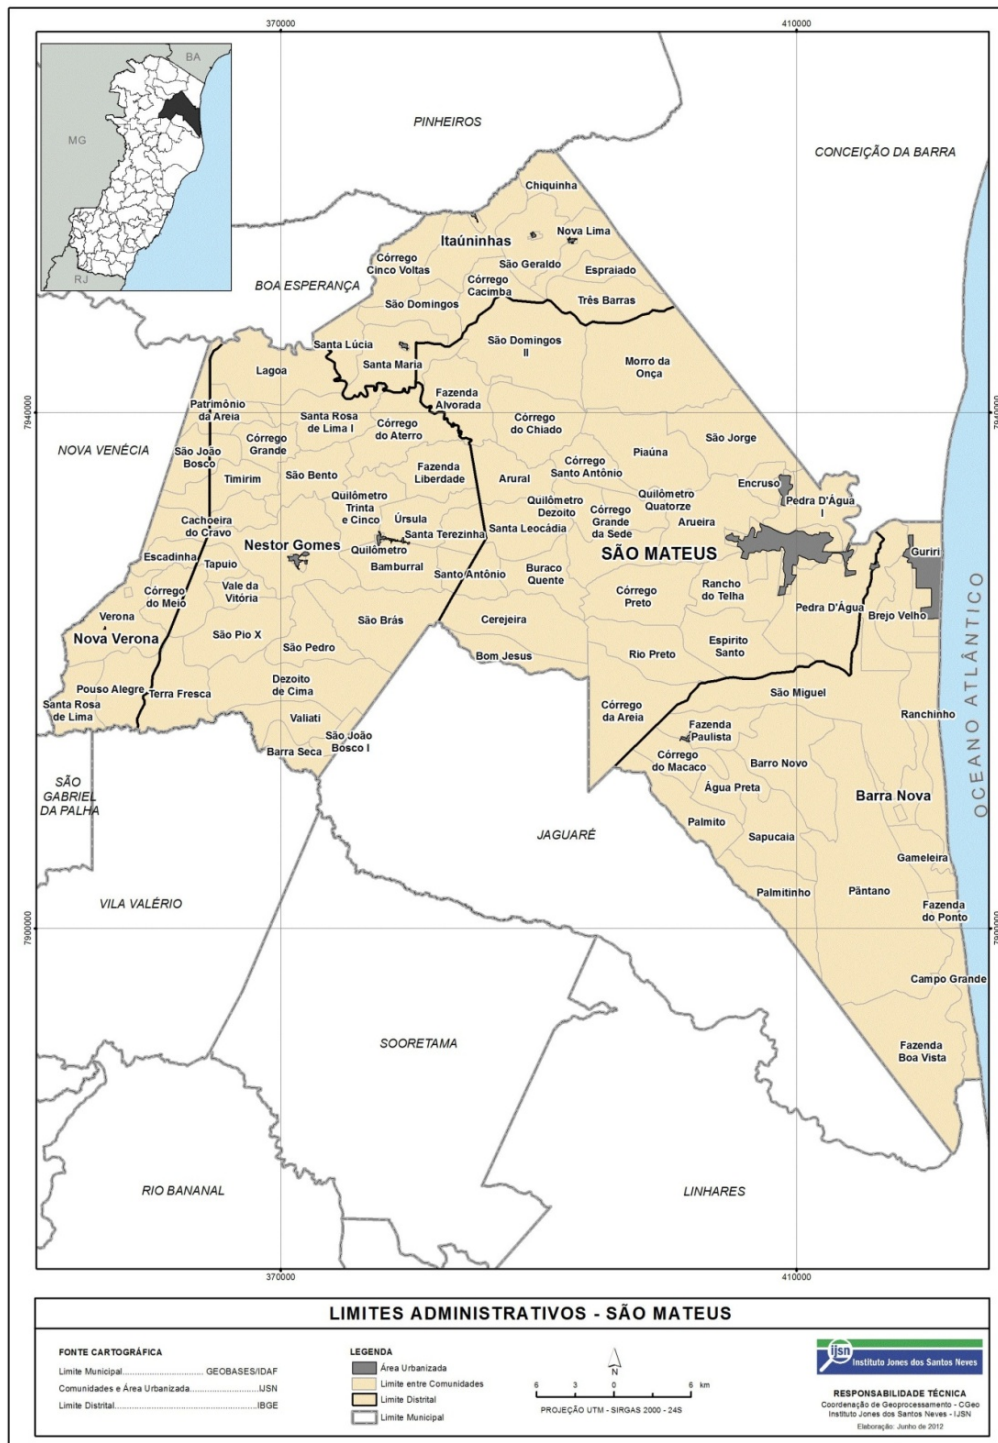 370000
410000
BA
MG
RJ
PINHEIROS
CONCEIÇÃO DA BARRA
Chiquinha
Itaúninhas
Nova Lima
Córrego
Cinco Voltas
São Geraldo
Espraiado
BOA ESPERANÇA
Córrego
Cacimba
São Domingos
Três Barras
Santa Lúcia
São Domingos
II
Lagoa
Santa Maria
Morro da
Onça
Fazenda
Alvorada
7940000
7940000
Patrimônio
da Areia
Santa Rosa
de Lima I
Córrego
do Aterro
Córrego
do Chiado
NOVA VENÉCIA
São João
Bosco
Córrego
Grande
São Jorge
Piaúna
Timirim
São Bento
Fazenda
Liberdade
Arural
Córrego
Santo Antônio
Encruso
Quilômetro
Trinta
e Cinco
Quilômetro
Dezoito
Quilômetro
Quatorze
Pedra D'Água
I
Cachoeira
do Cravo
Úrsula
Santa Terezinha
Santa Leocádia
Córrego
Grande
da Sede
Arueira
Nestor Gomes
Quilômetro
SÃO MATEUS
Guriri
Escadinha
Tapuio
Bamburral
Santo Antônio
Buraco
Quente
Córrego
do Meio
Vale da
Vitória
Córrego
Preto
Rancho
do Telha
Pedra D'Água
Brejo Velho
Verona
Nova Verona
São Pio X
São Brás
Cerejeira
São Pedro
Bom Jesus
Rio Preto
Espirito
Santo
OCEANO ATLÂNTICO
Pouso Alegre
Terra Fresca
Dezoito
de Cima
São Miguel
Santa Rosa
de Lima
Valiati
Córrego
da Areia
Ranchinho
Barra Seca
São João
Bosco I
Fazenda
Paulista
Córrego
do Macaco
Barro Novo
SÃO
GABRIEL
DA PALHA
Água Preta
Barra Nova
JAGUARÉ
Palmito
Sapucaia
Gameleira
VILA VALÉRIO
Palmitinho
Pântano
Fazenda
do Ponto
7900000
7900000
Campo Grande
SOORETAMA
Fazenda
Boa Vista
RIO BANANAL
LINHARES
370000
410000
LIMITES ADMINISTRATIVOS - SÃO MATEUS
FONTE CARTOGRÁFICA
Limite Municipal.......................... GEOBASES/IDAF
Comunidades e Área Urbanizada........................IJSN
Limite Distrital..............................................IBGE
LEGENDA
Área Urbanizada
Limite entre Comunidades
Limite Distrital
Limite Municipal
N
6 3 0 6 km
PROJEÇÃO UTM - SIRGAS 2000 - 24S
ijsn
Instituto Jones dos Santos Neves
RESPONSABILIDADE TÉCNICA
Coordenação de Geoprocessamento - CGeo
Instituto Jones dos Santos Neves - IJSN
Elaboração: Junho de 2012